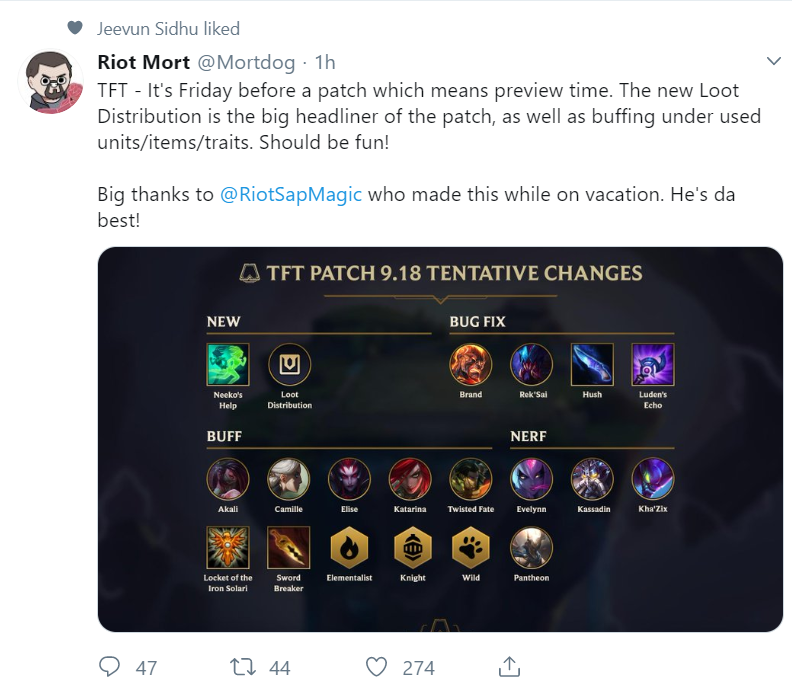 Jeevun Sidhu liked
Riot Mort @Mortdog · 1h
TFT - It's Friday before a patch which means preview time. The new Loot
Distribution is the big headliner of the patch, as well as buffing under used
units/items/traits. Should be fun!
Big thanks to @RiotSapMagic who made this while on vacation. He's da
best!
TFT PATCH 9.18 TENTATIVE CHANGES
NEW
Neeko's
Help
Loot
Distribution
BUG FIX
Brand
Rek'Sai
Hush
Luden's
Echo
BUFF
Akali
Camille
Elise
Katarina
Twisted Fate
Locket of the
Iron Solari
Sword
Breaker
Elementalist
Knight
Wild
NERF
Evelynn
Kassadin
Kha'Zix
Pantheon
47
44
274